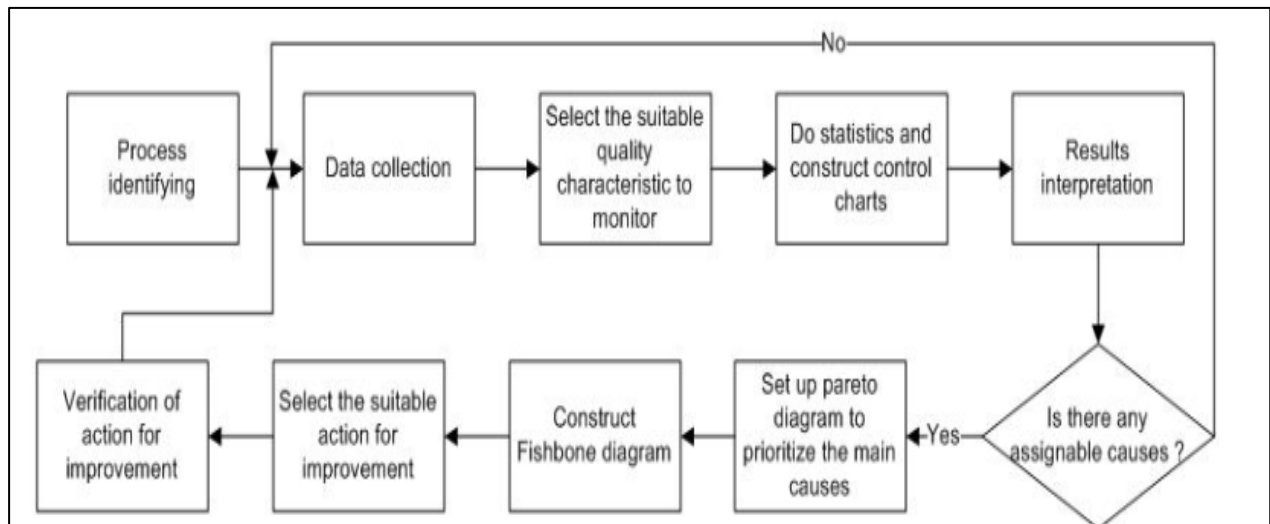 No
Process
identifying
Data collection
Select the suitable
quality
characteristic to
monitor
Do statistics and
construct control
charts
Results
interpretation
Is there any
assignable causes ?
Yes
Set up pareto
diagram to
prioritize the main
causes
Construct
Fishbone diagram
Select the suitable
action for
improvement
Verification of
action for
improvement